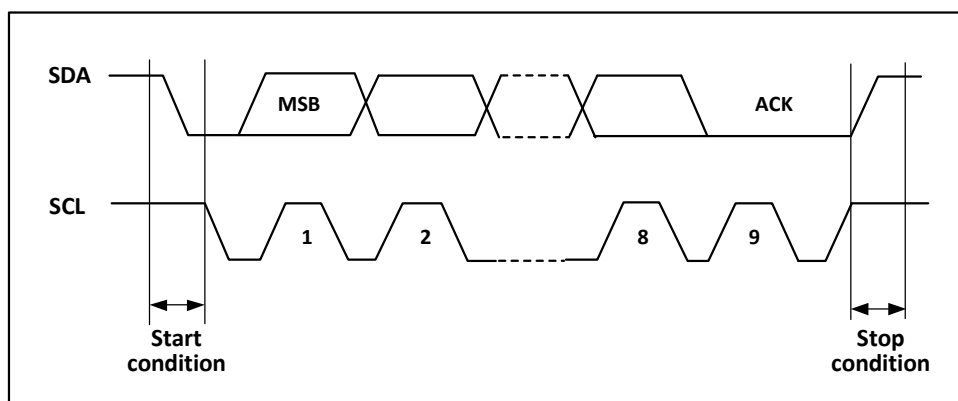 SDA
MSB
ACK
SCL
1
2
8
9
Start
condition
Stop
condition